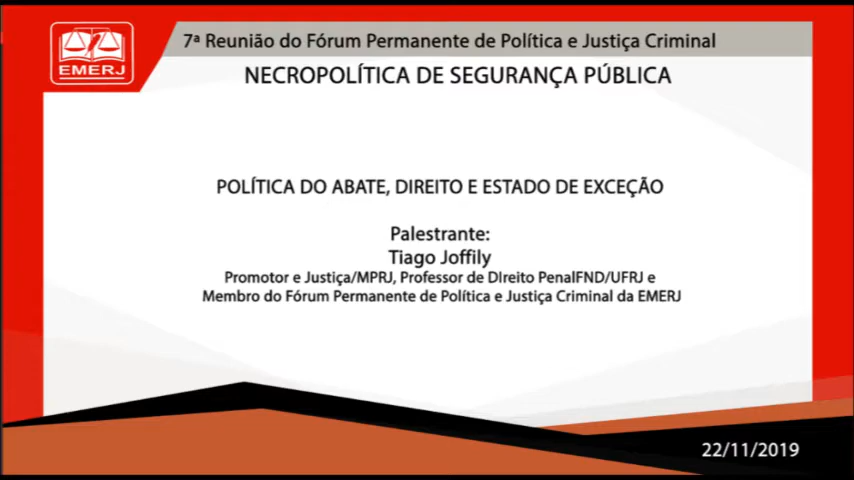 EMERJ
7ª Reunião do Fórum Permanente de Política e Justiça Criminal
NECROPOLÍTICA DE SEGURANÇA PÚBLICA
POLÍTICA DO ABATE, DIREITO E ESTADO DE EXCEÇÃO
Palestrante:
Tiago Joffily
Promotor e Justiça/MPRJ, Professor de DIreito PenalFND/UFRJ e
Membro do Fórum Permanente de Política e Justiça Criminal da EMERJ
22/11/2019